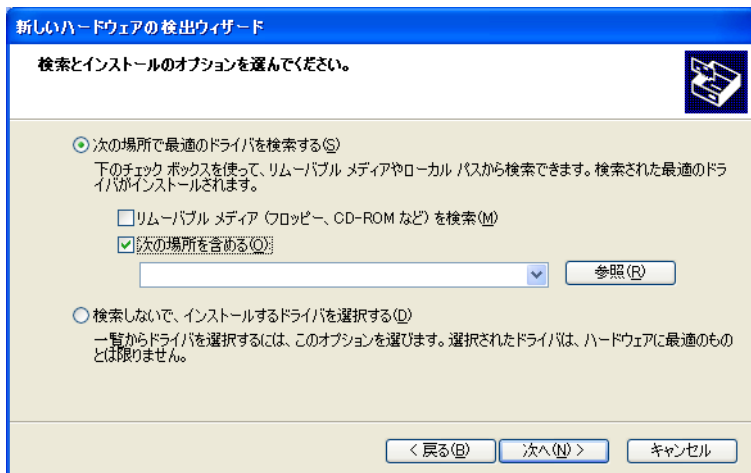 新しいハードウェアの検出ウィザード
検索とインストールのオプションを選んでください。
次の場所で最適のドライバを検索する(S)
下のチェック ボックスを使って、リムーバブル メディアやローカル パスから検索できます。検索された最適のドラ
イバがインストールされます。
リムーバブル メディア (フロッピー、CD-ROM など) を検索(M)
次の場所を含める(O):
参照(R)
検索しないで、インストールするドライバを選択する(D)
一覧からドライバを選択するには、このオプションを選びます。選択されたドライバは、ハードウェアに最適のもの
とは限りません。
< 戻る(B) 次へ(N) > キャンセル